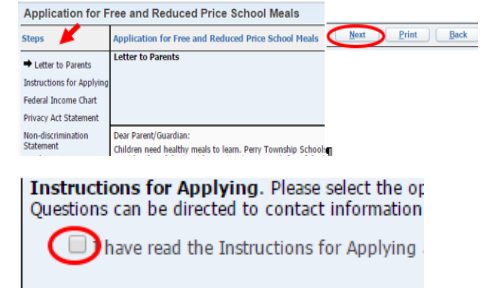 Application for Free and Reduced Price School Meals
Steps
Application for Free and Reduced Price School Meals
Next Print Back
Letter to Parents
Letter to Parents
Instructions for Applying
Federal Income Chart
Privacy Act Statement
Non-discrimination
Statement
Dear Parent/Guardian:
Children need healthy meals to learn. Perry Township Schools
Instructions for Applying. Please select the op
Questions can be directed to contact information
I have read the Instructions for Applying